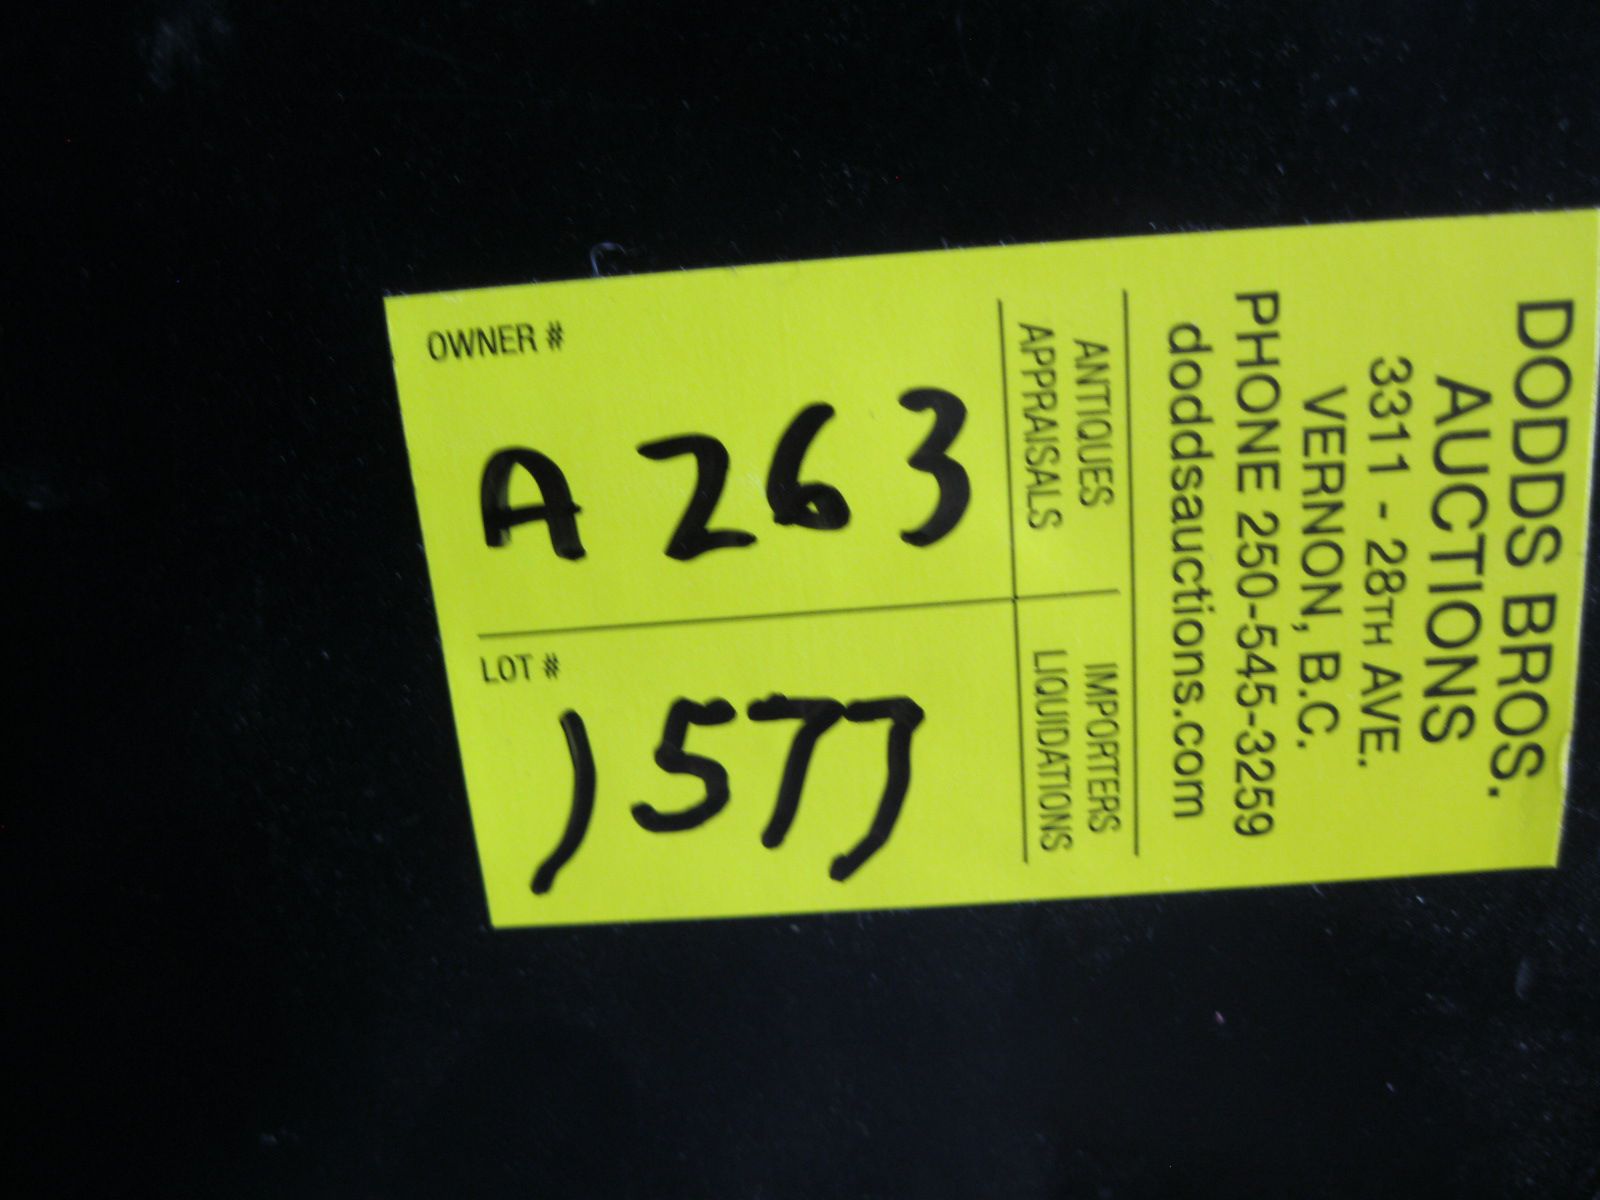 DODDS BROS.
AUCTIONS
3311 - 28TH AVE.
VERNON, B.C.
PHONE 250-545-3259
doddsauctions.com
ANTIQUES
APPRAISALS
IMPORTERS
LIQUIDATIONS
OWNER #
A 263
LOT #
1577